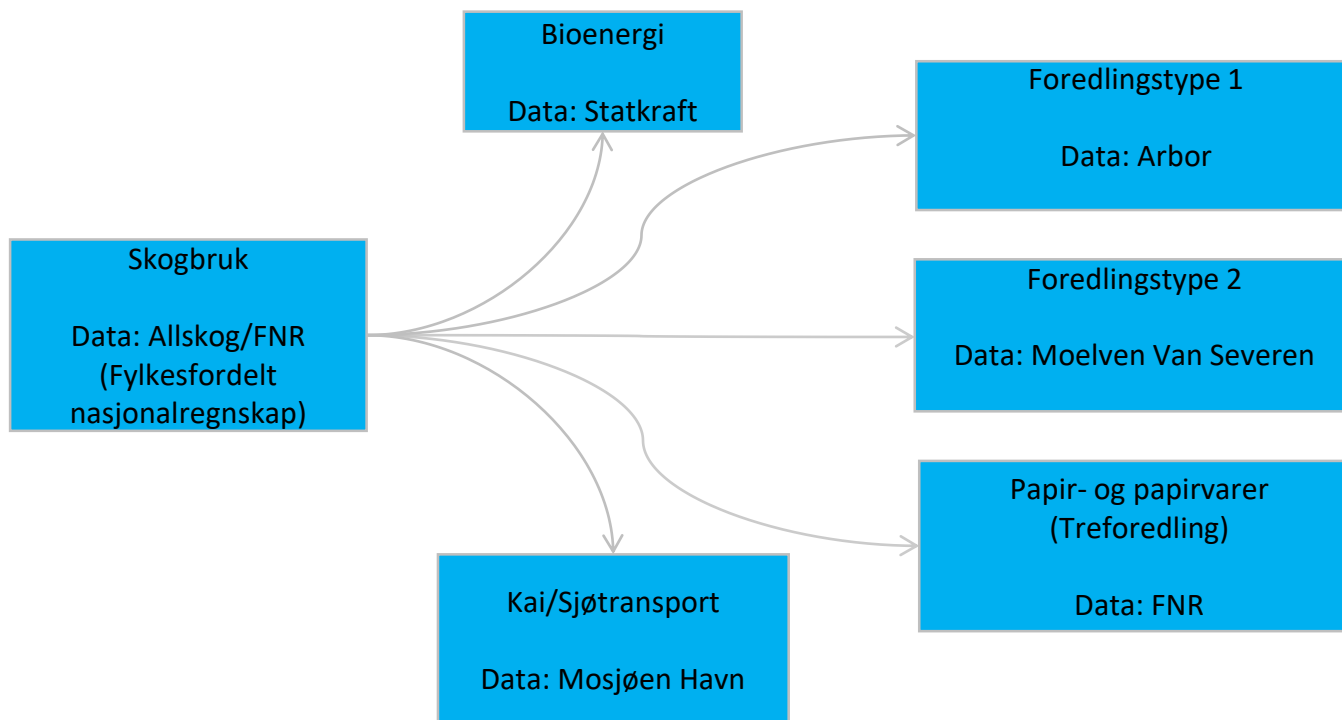 Bioenergi
Data: Statkraft
Foredlingstype 1
Data: Arbor
Skogbruk
Data: Allskog/FNR
(Fylkesfordelt
nasjonalregnskap)
Foredlingstype 2
Data: Moelven Van Severen
Papir- og papirvarer
(Treforedling)
Data: FNR
Kai/Sjøtransport
Data: Mosjøen Havn